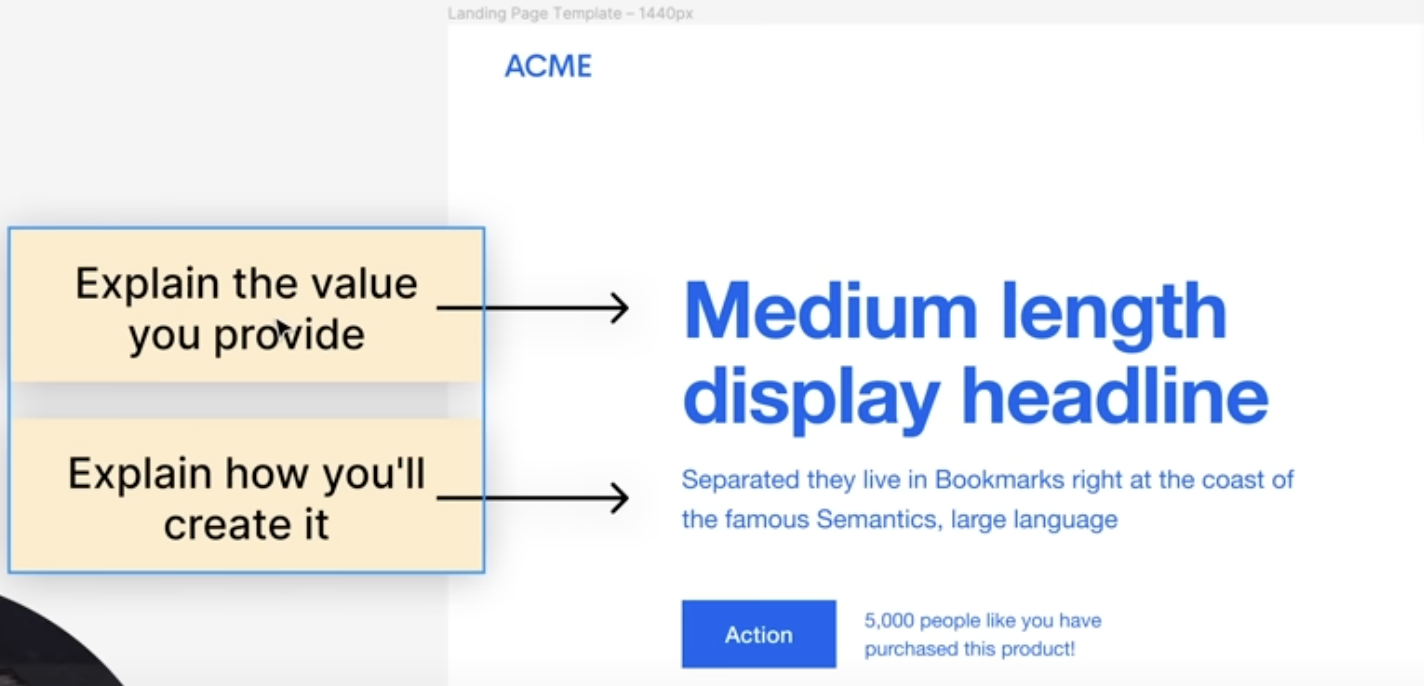 Landing Page Template – 1440px
ACME
Explain the value
you provide
Medium length
display headline
Explain how you'll
create it
Separated they live in Bookmarks right at the coast of
the famous Semantics, large language
Action
5,000 people like you have
purchased this product!